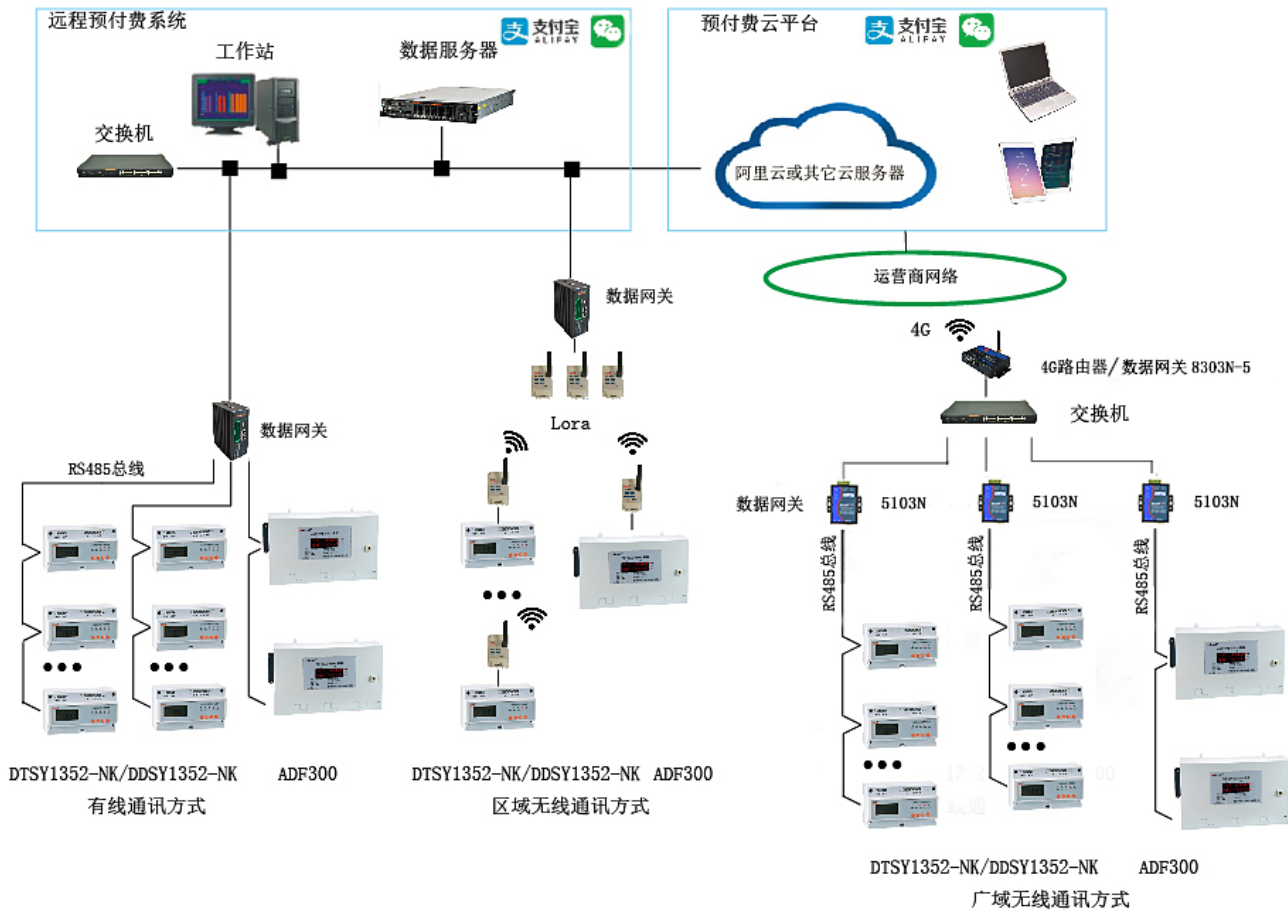 远程预付费系统
支付宝
ALIPAY
工作站
数据服务器
交换机
预付费云平台
支付宝
ALIPAY
阿里云或其它云服务器
运营商网络
数据网关
Lora
4G
4G路由器/数据网关 8303N-5
交换机
数据网关
RS485总线
数据网关
5103N
5103N
5103N
RS485总线
RS485总线
RS485总线
DTSY1352-NK/DDSY1352-NK
ADF300
有线通讯方式
DTSY1352-NK/DDSY1352-NK
ADF300
区域无线通讯方式
DTSY1352-NK/DDSY1352-NK
ADF300
广域无线通讯方式